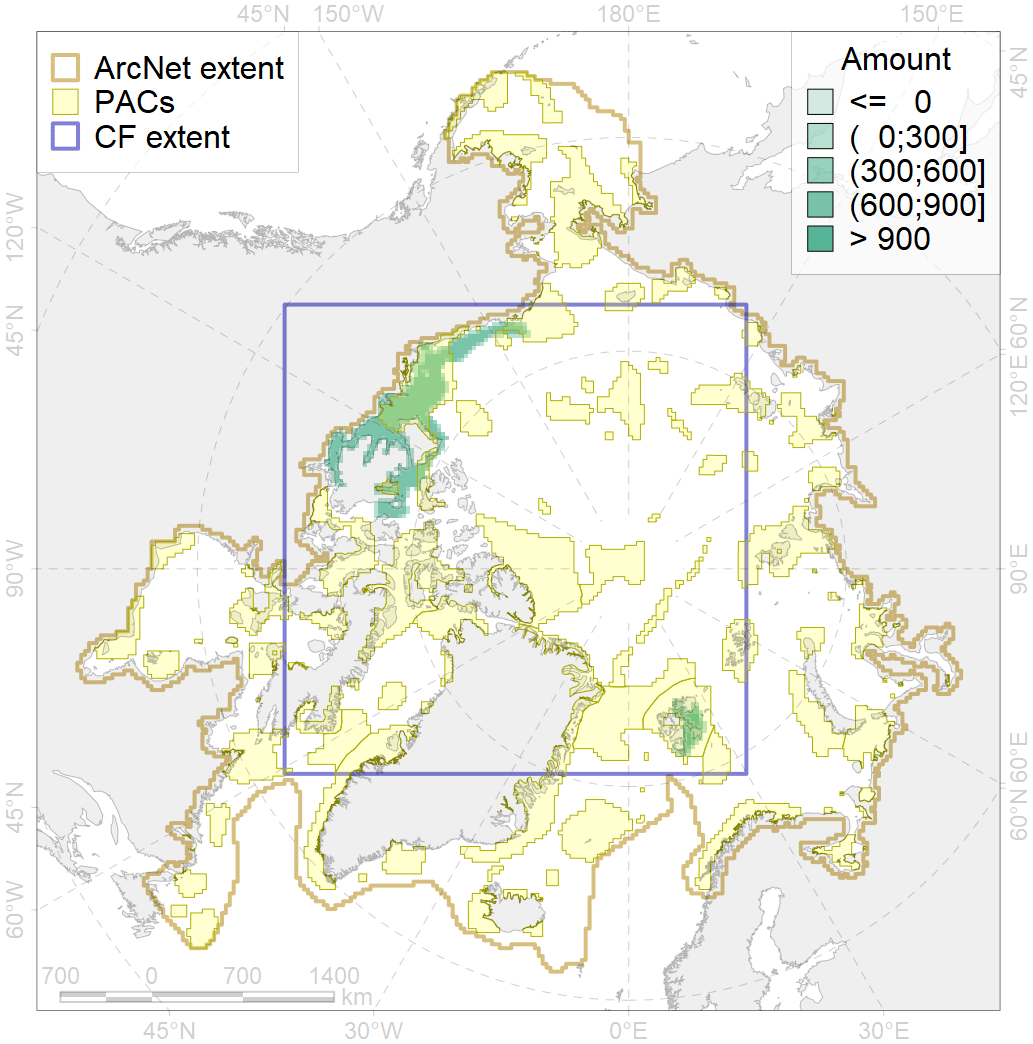 45°N 150°W 180°E 150°E
ArcNet extent
PACs
CF extent
Amount
<= 0
( 0;300]
(300;600]
(600;900]
> 900
45°N
120°W
45°N
90°W
45°N
60°W
60°N
120°E
90°E
60°E
60°N
700 0 700 1400
km
45°N 30°W 0°E 30°E